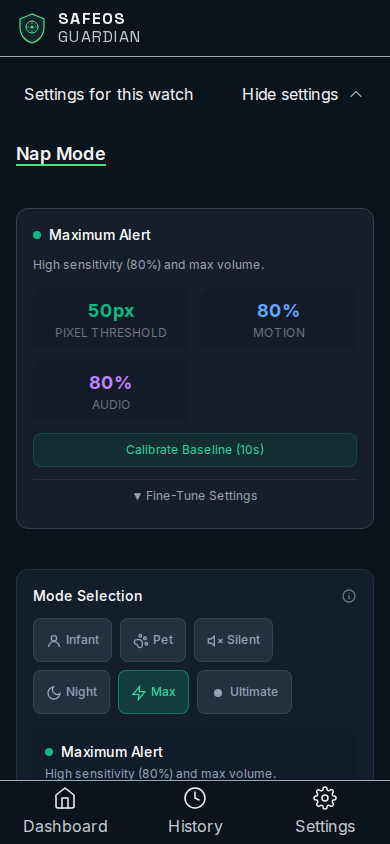 SAFEOS
GUARDIAN
Settings for this watch
Hide settings
Nap Mode
Maximum Alert
High sensitivity (80%) and max volume.
50px
PIXEL THRESHOLD
80%
MOTION
80%
AUDIO
Calibrate Baseline (10s)
▼ Fine-Tune Settings
Mode Selection
Infant
Pet
Silent
Night
Max
Ultimate
Maximum Alert
High sensitivity (80%) and max volume.
Dashboard
History
Settings